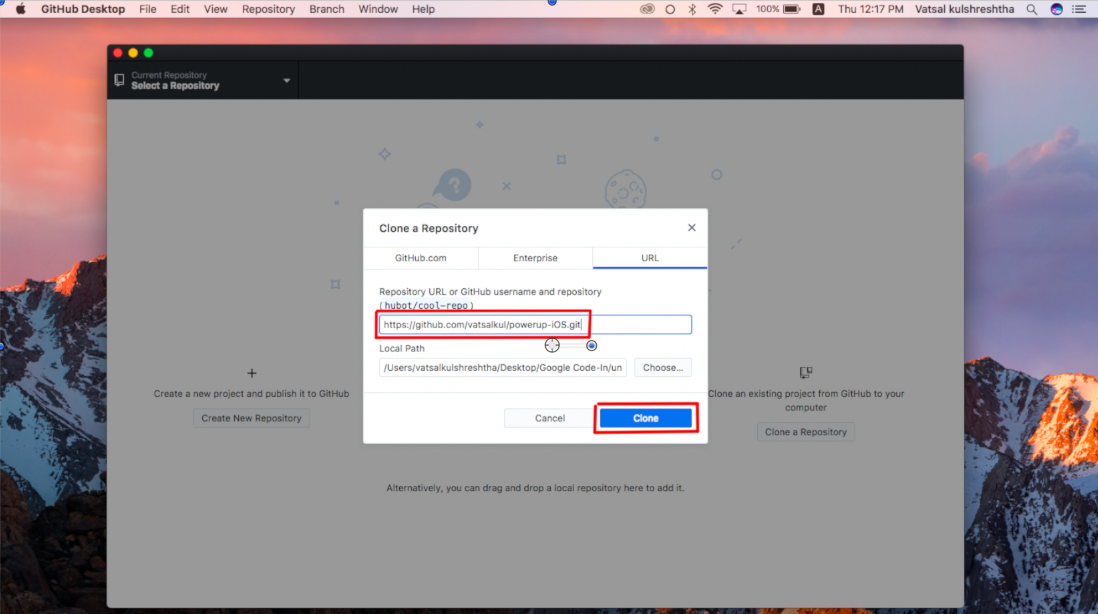 GitHub Desktop File Edit View Repository Branch Window Help 100% A Thu 12:17 PM Vatsal kulshreshtha
Current Repository
Select a Repository
?
Clone a Repository
GitHub.com Enterprise URL
Repository URL or GitHub username and repository
(hubot/cool-repo)
https://github.com/vatsalkul/powerup-iOS.git
Local Path
/Users/vatsalkulshreshtha/Desktop/Google Code-In/un Choose...
Cancel Clone
Create a new project and publish it to GitHub
Create New Repository
Clone an existing project from GitHub to your
computer
Clone a Repository
Alternatively, you can drag and drop a local repository here to add it.